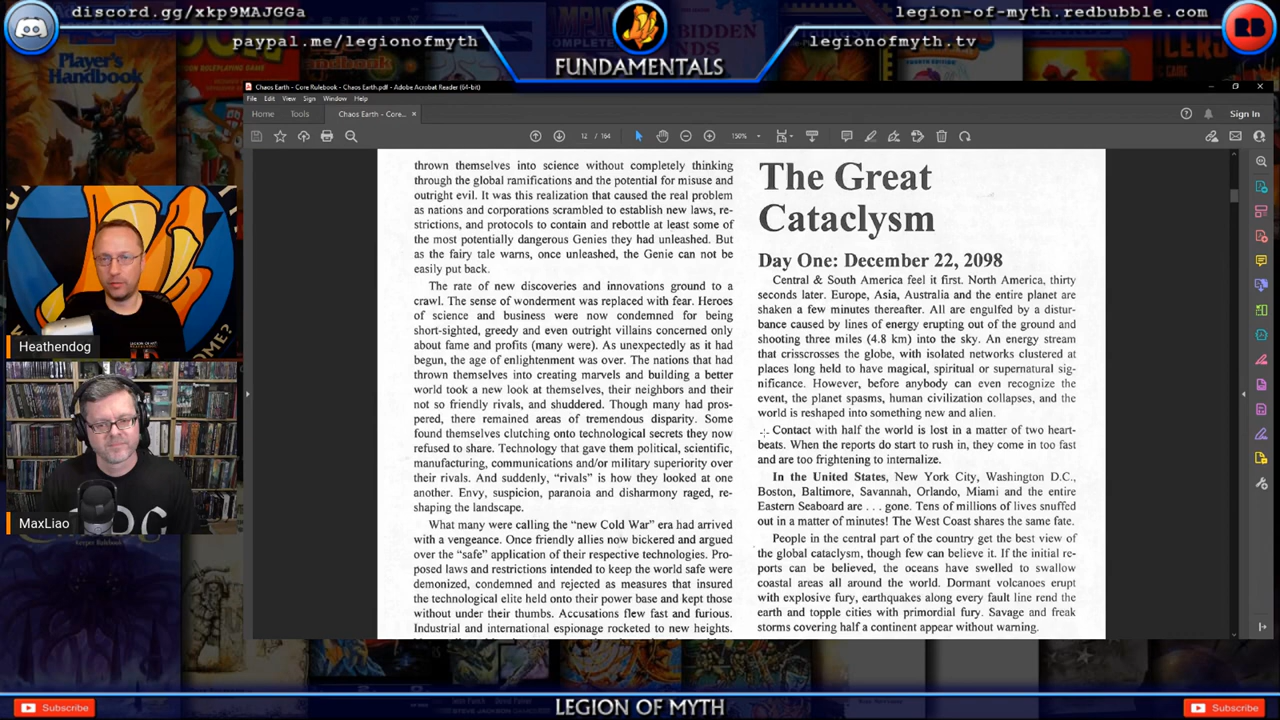 discord.gg/xkp9MAJGGa
paypal.me/legionofmyth
FUNDAMENTALS
legion-of-myth.redbubble.com
legionofmyth.tv
Player's
Handbook
Chaos Earth - Core Rulebook - Chaos Earth.pdf - Adobe Acrobat Reader (64-bit)
File Edit View Sign Window Help
Home Tools Chaos Earth - Core... ×
Sign In
12 / 164
150%
thrown themselves into science without completely thinking
through the global ramifications and the potential for misuse and
outright evil. It was this realization that caused the real problem
as nations and corporations scrambled to establish new laws, re-
strictions, and protocols to contain and rebottle at least some of
the most potentially dangerous Genies they had unleashed. But
as the fairy tale warns, once unleashed, the Genie can not be
easily put back.
The rate of new discoveries and innovations ground to a
crawl. The sense of wonderment was replaced with fear. Heroes
of science and business were now condemned for being
short-sighted, greedy and even outright villains concerned only
about fame and profits (many were). As unexpectedly as it had
begun, the age of enlightenment was over. The nations that had
thrown themselves into creating marvels and building a better
world took a new look at themselves, their neighbors and their
not so friendly rivals, and shuddered. Though many had pros-
pered, there remained areas of tremendous disparity. Some
found themselves clutching onto technological secrets they now
refused to share. Technology that gave them political, scientific,
manufacturing, communications and/or military superiority over
their rivals. And suddenly, "rivals" is how they looked at one
another. Envy, suspicion, paranoia and disharmony raged, re-
shaping the landscape.
What many were calling the "new Cold War" era had arrived
with a vengeance. Once friendly allies now bickered and argued
over the "safe" application of their respective technologies. Pro-
posed laws and restrictions intended to keep the world safe were
demonized, condemned and rejected as measures that insured
the technological elite held onto their power base and kept those
without under their thumbs. Accusations flew fast and furious.
Industrial and international espionage rocketed to new heights.
The Great
Cataclysm
Day One: December 22, 2098
Central & South America feel it first. North America, thirty
seconds later. Europe, Asia, Australia and the entire planet are
shaken a few minutes thereafter. All are engulfed by a distur-
bance caused by lines of energy erupting out of the ground and
shooting three miles (4.8 km) into the sky. An energy stream
that crisscrosses the globe, with isolated networks clustered at
places long held to have magical, spiritual or supernatural sig-
nificance. However, before anybody can even recognize the
event, the planet spasms, human civilization collapses, and the
world is reshaped into something new and alien.
Contact with half the world is lost in a matter of two heart-
beats. When the reports do start to rush in, they come in too fast
and are too frightening to internalize.
In the United States, New York City, Washington D.C.,
Boston, Baltimore, Savannah, Orlando, Miami and the entire
Eastern Seaboard are . . . gone. Tens of millions of lives snuffed
out in a matter of minutes! The West Coast shares the same fate.
People in the central part of the country get the best view of
the global cataclysm, though few can believe it. If the initial re-
ports can be believed, the oceans have swelled to swallow
coastal areas all around the world. Dormant volcanoes erupt
with explosive fury, earthquakes along every fault line rend the
earth and topple cities with primordial fury. Savage and freak
storms covering half a continent appear without warning.
Heathendog
MaxLiao
Subscribe
LEGION OF MYTH
Subscribe